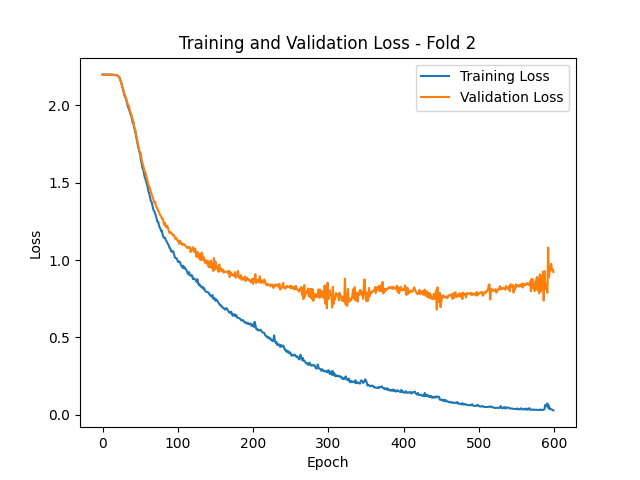 Training and Validation Loss - Fold 2
Training Loss
Validation Loss
2.0
1.5
1.0
0.5
0.0
Loss
0 100 200 300 400 500 600
Epoch